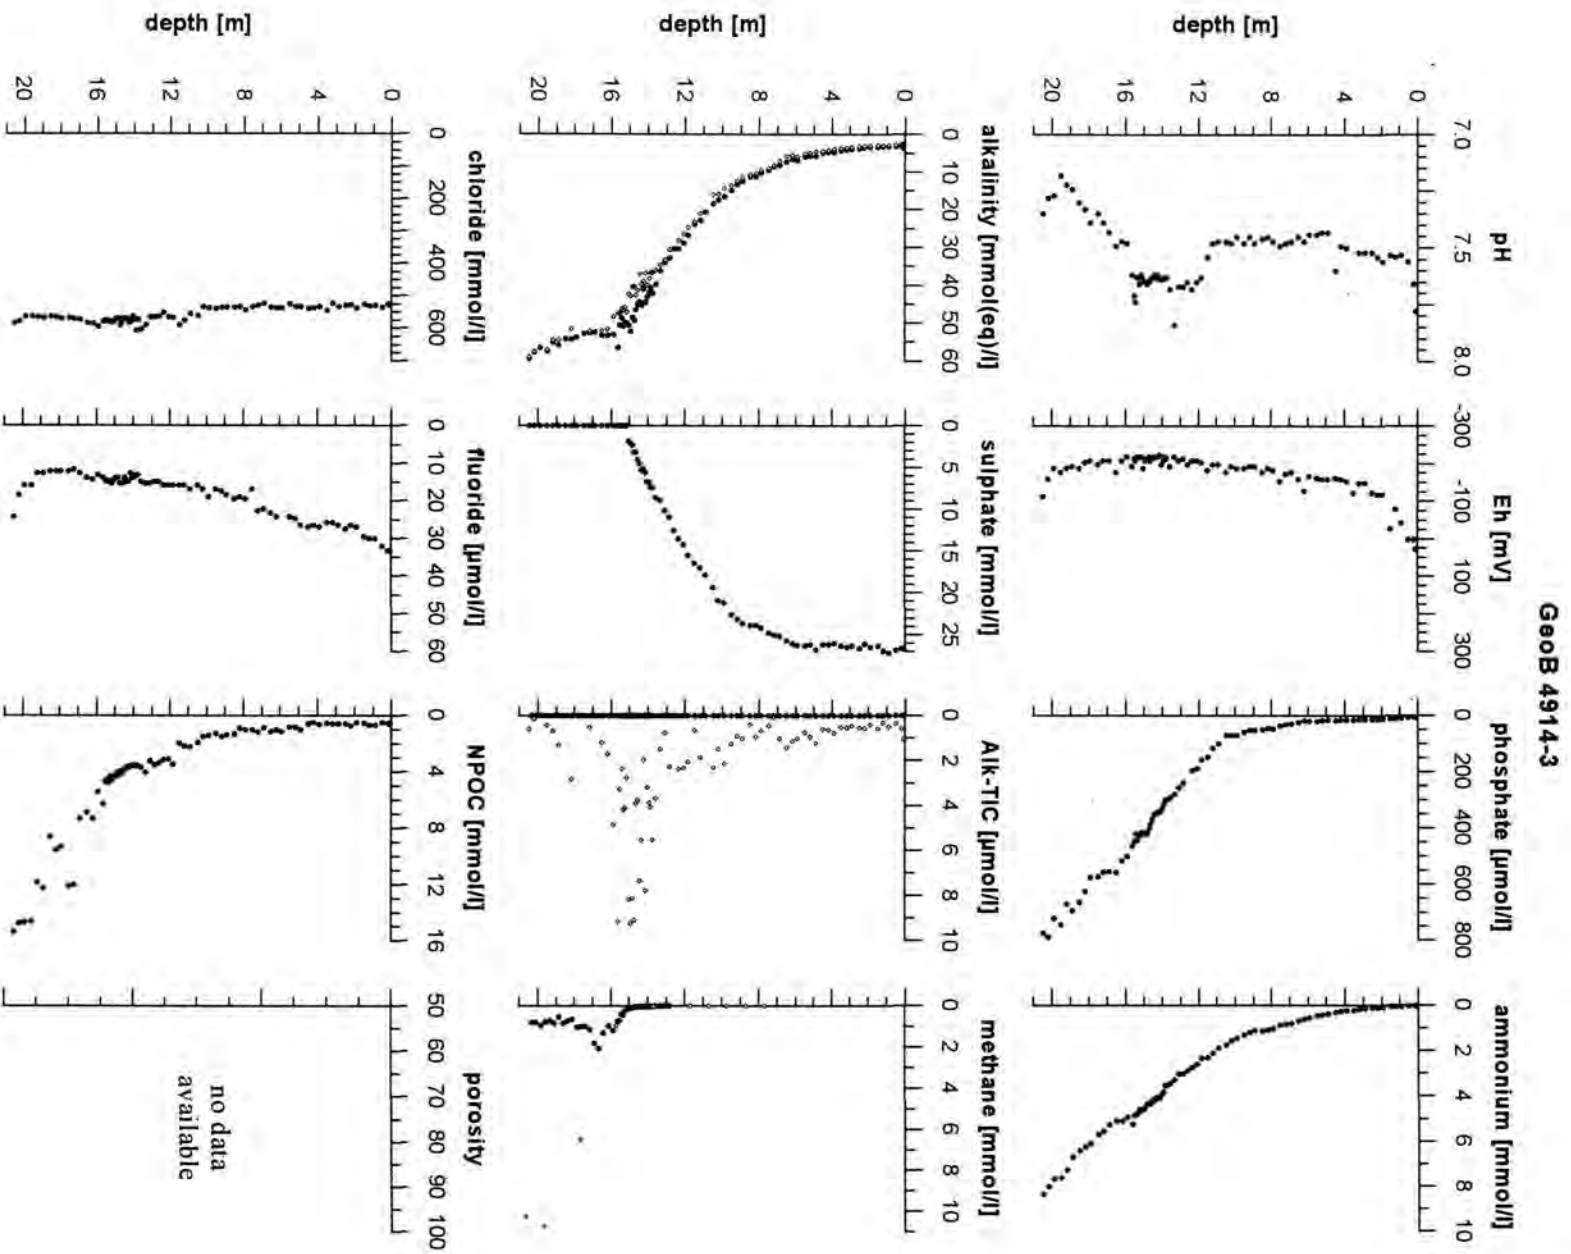 GeoB 4914-3
pH
7.0 7.5 8.0
depth [m]
0 4 8 12 16 20
Eh [mV]
-300 -100 100 300
phosphate [µmol/l]
0 200 400 600 800
ammonium [mmol/l]
0 2 4 6 8 10
alkalinity [mmol(eq)/l]
0 10 20 30 40 50 60
depth [m]
0 4 8 12 16 20
sulphate [mmol/l]
0 5 10 15 20 25
Alk-TIC [µmol/l]
0 2 4 6 8 10
methane [mmol/l]
0 2 4 6 8 10
chloride [mmol/l]
0 200 400 600
depth [m]
0 4 8 12 16 20
fluoride [µmol/l]
0 10 20 30 40 50 60
NPOC [mmol/l]
0 4 8 12 16
porosity
50 60 70 80 90 100
no data
available